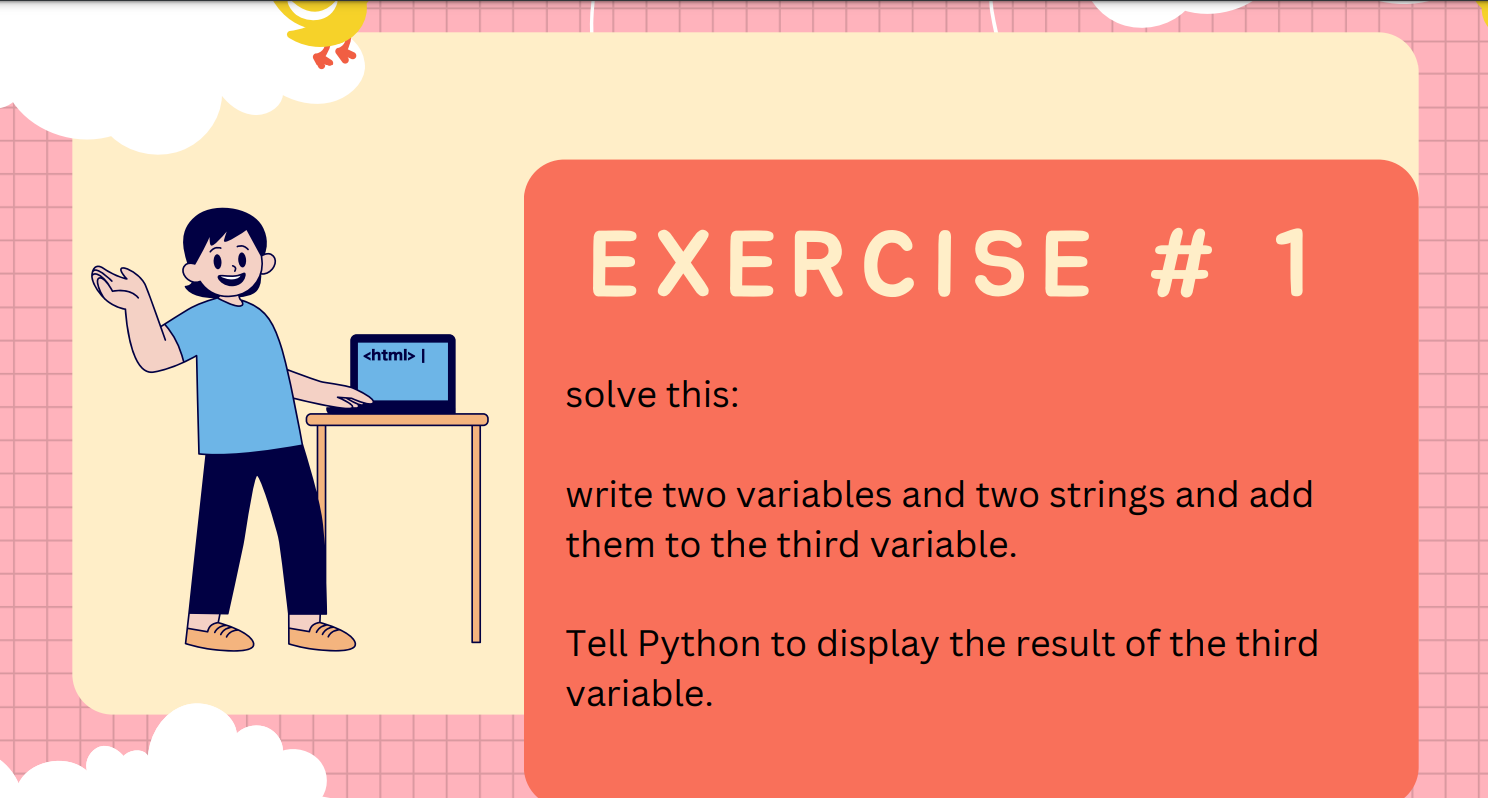 <html> |
EXERCISE # 1
solve this:
write two variables and two strings and add
them to the third variable.
Tell Python to display the result of the third
variable.